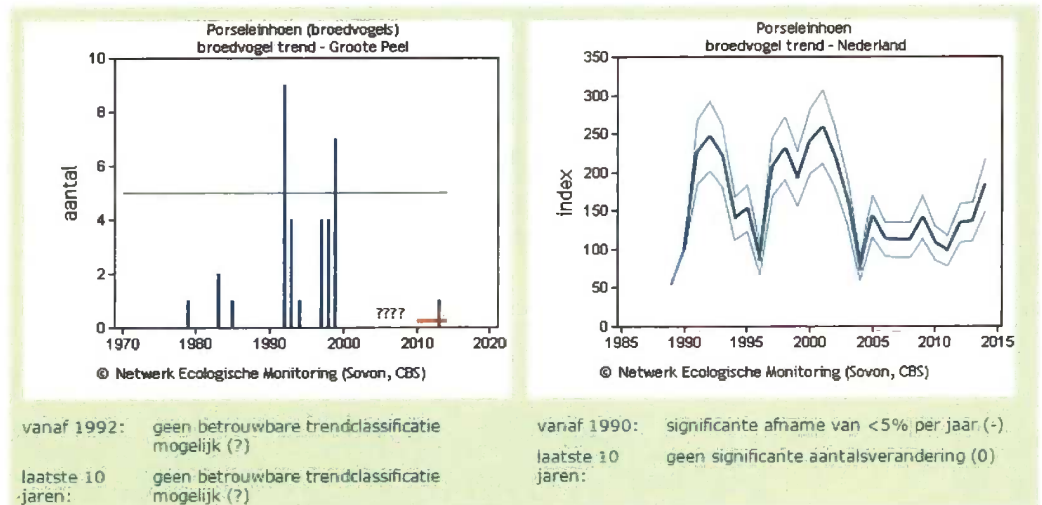 Porseleinhoen (broedvogels)
broedvogel trend - Groote Peel
10
8
6
4
2
0
aantal
????
1970 1980 1990 2000 2010 2020
© Netwerk Ecologische Monitoring (Sovon, CBS)
vanaf 1992: geen betrouwbare trendclassificatie
mogelijk (?)
laatste 10 geen betrouwbare trendclassificatie
jaren: mogelijk (?)
Porseleinhoen
broedvogel trend - Nederland
350
300
250
200
150
100
50
0
index
1985 1990 1995 2000 2005 2010 2015
© Netwerk Ecologische Monitoring (Sovon, CBS)
vanaf 1990: significante afname van <5% per jaar (-)
laatste 10 geen significante aantalsverandering (0)
jaren: